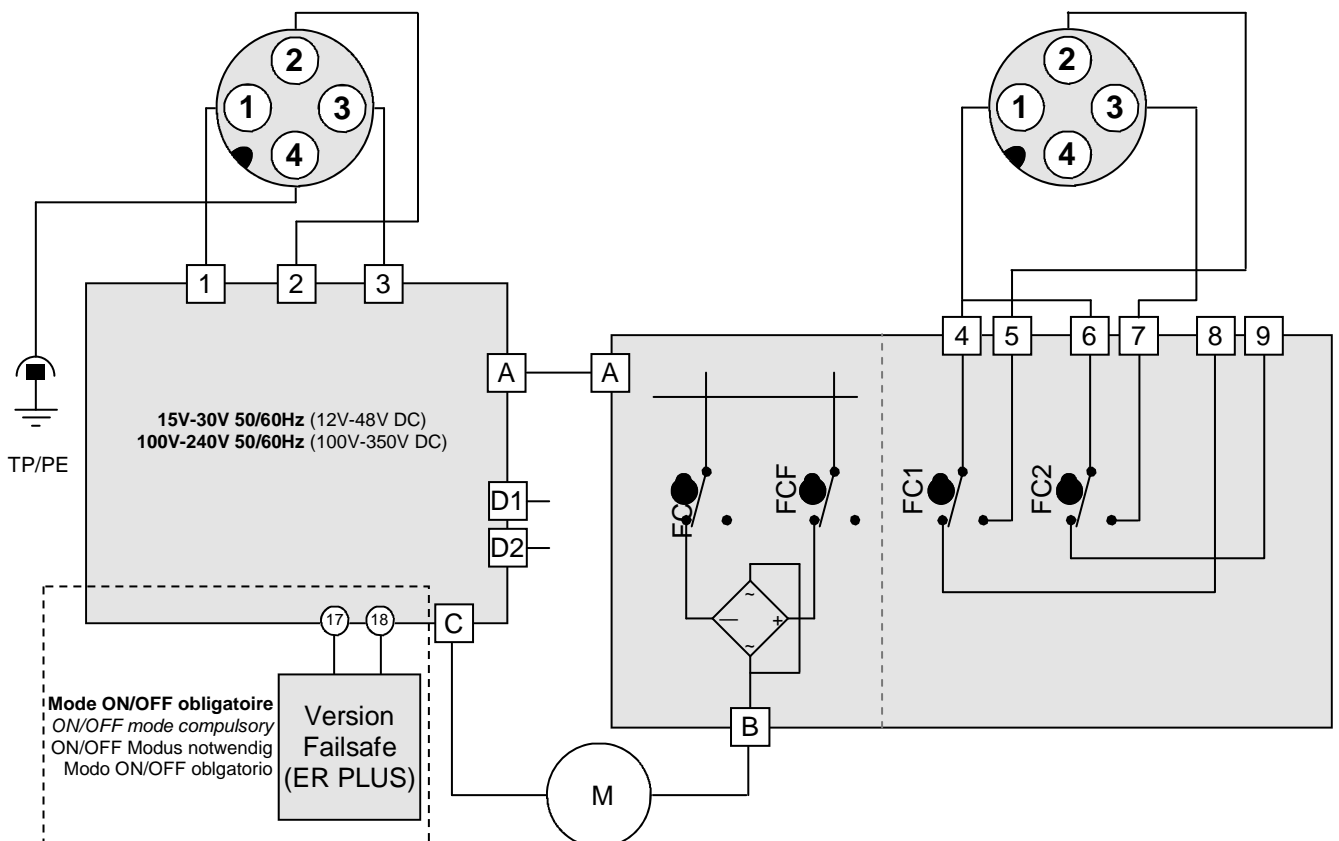 2
1
3
4
2
1
3
4
1
2
3
4
5
6
7
8
9
A
A
15V-30V 50/60Hz (12V-48V DC)
100V-240V 50/60Hz (100V-350V DC)
TP/PE
FCF
FC1
FC2
D1
D2
~
— +
~
17
18
C
B
Mode ON/OFF obligatoire
ON/OFF mode compulsory
ON/OFF Modus notwendig
Modo ON/OFF oblgatorio
Version
Failsafe
(ER PLUS)
M